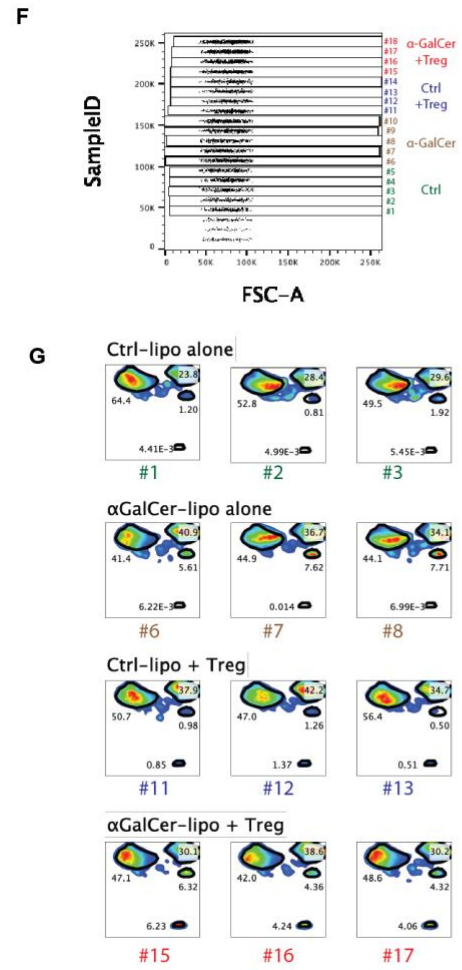 F
SampleID
250K
200K
150K
100K
50K
0
#18
#17
#16
#15
#14
#13
#12
#11
#10
#9
#8
#7
#6
#5
#4
#3
#2
#1
α-GalCer
+Treg
Ctrl
+Treg
α-GalCer
Ctrl
0 50K 100K 150K 200K 250K
FSC-A
G
Ctrl-lipo alone
23.8 28.4 29.6
64.4 52.8 49.5
1.20 0.81 1.92
4.41E-3 4.99E-3 5.45E-3
#1 #2 #3
αGalCer-lipo alone
40.9 36.7 34.1
41.4 44.9 44.1
5.61 7.62 7.71
6.22E-3 0.014 6.99E-3
#6 #7 #8
Ctrl-lipo + Treg
37.9 42.2 34.7
50.7 47.0 56.4
0.98 1.26 0.50
0.85 1.37 0.51
#11 #12 #13
αGalCer-lipo + Treg
30.1 38.6 30.2
47.1 42.0 48.6
6.32 4.36 4.32
6.23 4.24 4.06
#15 #16 #17